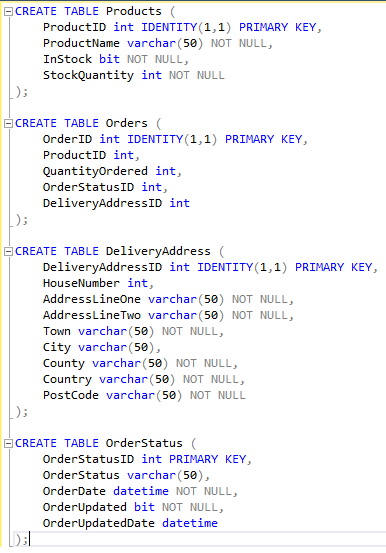 CREATE TABLE Products (
ProductID int IDENTITY(1,1) PRIMARY KEY,
ProductName varchar(50) NOT NULL,
InStock bit NOT NULL,
StockQuantity int NOT NULL
);
CREATE TABLE Orders (
OrderID int IDENTITY(1,1) PRIMARY KEY,
ProductID int,
QuantityOrdered int,
OrderStatusID int,
DeliveryAddressID int
);
CREATE TABLE DeliveryAddress (
DeliveryAddressID int IDENTITY(1,1) PRIMARY KEY,
HouseNumber int,
AddressLineOne varchar(50) NOT NULL,
AddressLineTwo varchar(50) NOT NULL,
Town varchar(50) NOT NULL,
City varchar(50),
County varchar(50) NOT NULL,
Country varchar(50) NOT NULL,
PostCode varchar(50) NOT NULL
);
CREATE TABLE OrderStatus (
OrderStatusID int PRIMARY KEY,
OrderStatus varchar(50),
OrderDate datetime NOT NULL,
OrderUpdated bit NOT NULL,
OrderUpdatedDate datetime
);